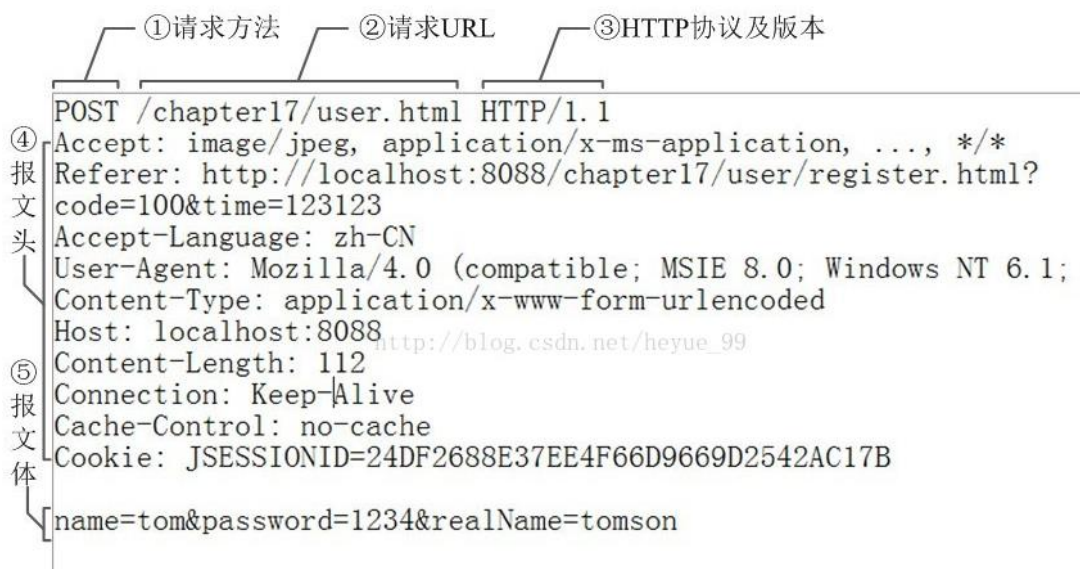 ①请求方法 ②请求URL ③HTTP协议及版本
POST /chapter17/user.html HTTP/1.1
④报文头
Accept: image/jpeg, application/x-ms-application, ..., */*
Referer: http://localhost:8088/chapter17/user/register.html?
code=100&time=123123
Accept-Language: zh-CN
User-Agent: Mozilla/4.0 (compatible; MSIE 8.0; Windows NT 6.1;
Content-Type: application/x-www-form-urlencoded
Host: localhost:8088
http://blog.csdn.net/heyue_99
Content-Length: 112
Connection: Keep-Alive
Cache-Control: no-cache
Cookie: JSESSIONID=24DF2688E37EE4F66D9669D2542AC17B
⑤报文体
name=tom&password=1234&realName=tomson